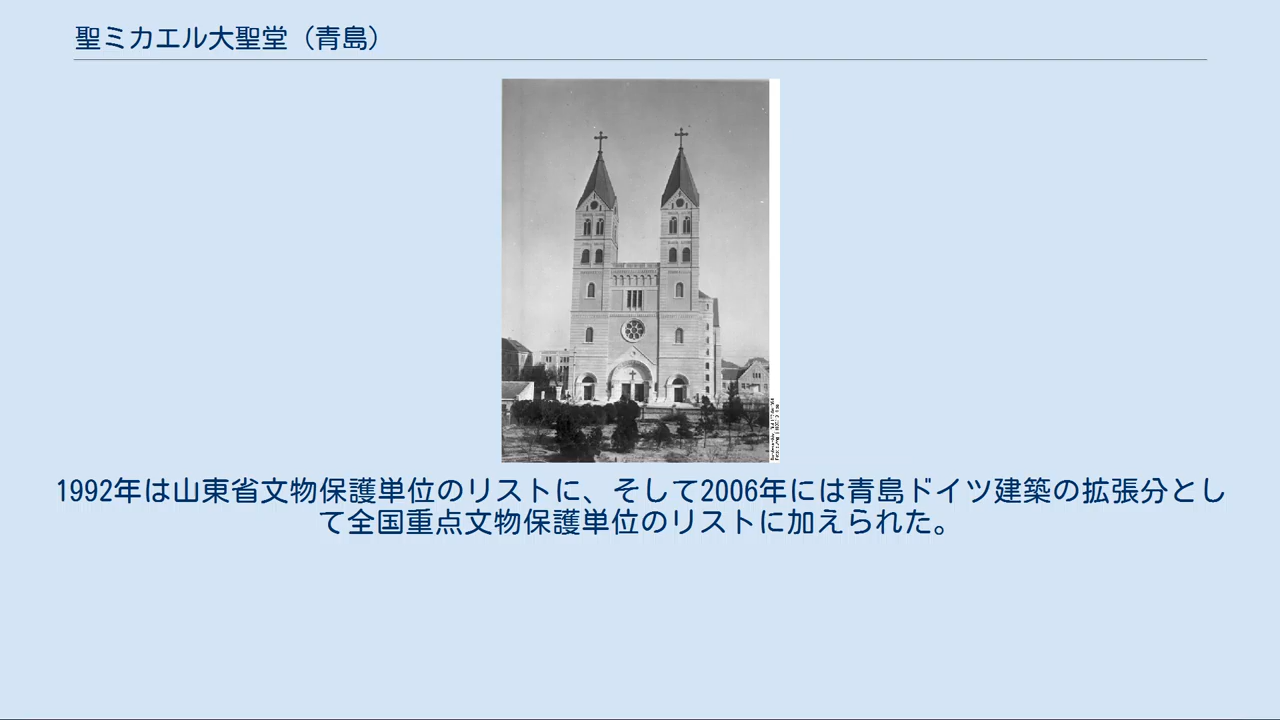 聖ミカエル大聖堂（青島）
1992年は山東省文物保護単位のリストに、そして2006年には青島ドイツ建築の拡張分とし
て全国重点文物保護単位のリストに加えられた。